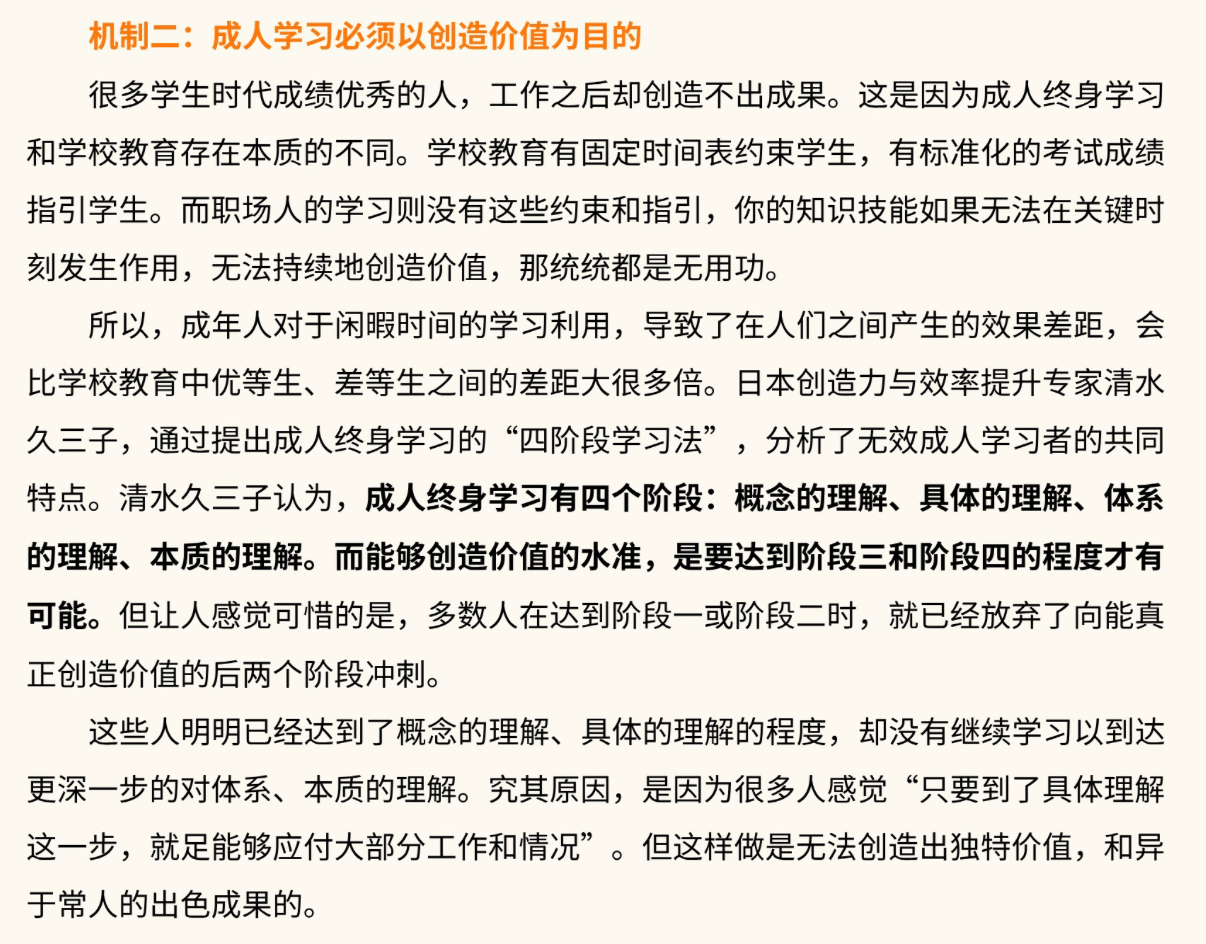 机制二：成人学习必须以创造价值为目的
很多学生时代成绩优秀的人，工作之后却创造不出成果。这是因为成人终身学习
和学校教育存在本质的不同。学校教育有固定时间表约束学生，有标准化的考试成绩
指引学生。而职场人的学习则没有这些约束和指引，你的知识技能如果无法在关键时
刻发生作用，无法持续地创造价值，那统统都是无用功。
所以，成年人对于闲暇时间的学习利用，导致了在人们之间产生的效果差距，会
比学校教育中优等生、差等生之间的差距大很多倍。日本创造力与效率提升专家清水
久三子，通过提出成人终身学习的“四阶段学习法”，分析了无效成人学习者的共同
特点。清水久三子认为，成人终身学习有四个阶段：概念的理解、具体的理解、体系
的理解、本质的理解。而能够创造价值的水准，是要达到阶段三和阶段四的程度才有
可能。但让人感觉可惜的是，多数人在达到阶段一或阶段二时，就已经放弃了向能真
正创造价值的后两个阶段冲刺。
这些人明明已经达到了概念的理解、具体的理解的程度，却没有继续学习以到达
更深一步的对体系、本质的理解。究其原因，是因为很多人感觉“只要到了具体理解
这一步，就足能够应付大部分工作和情况”。但这样做是无法创造出独特价值，和异
于常人的出色成果的。